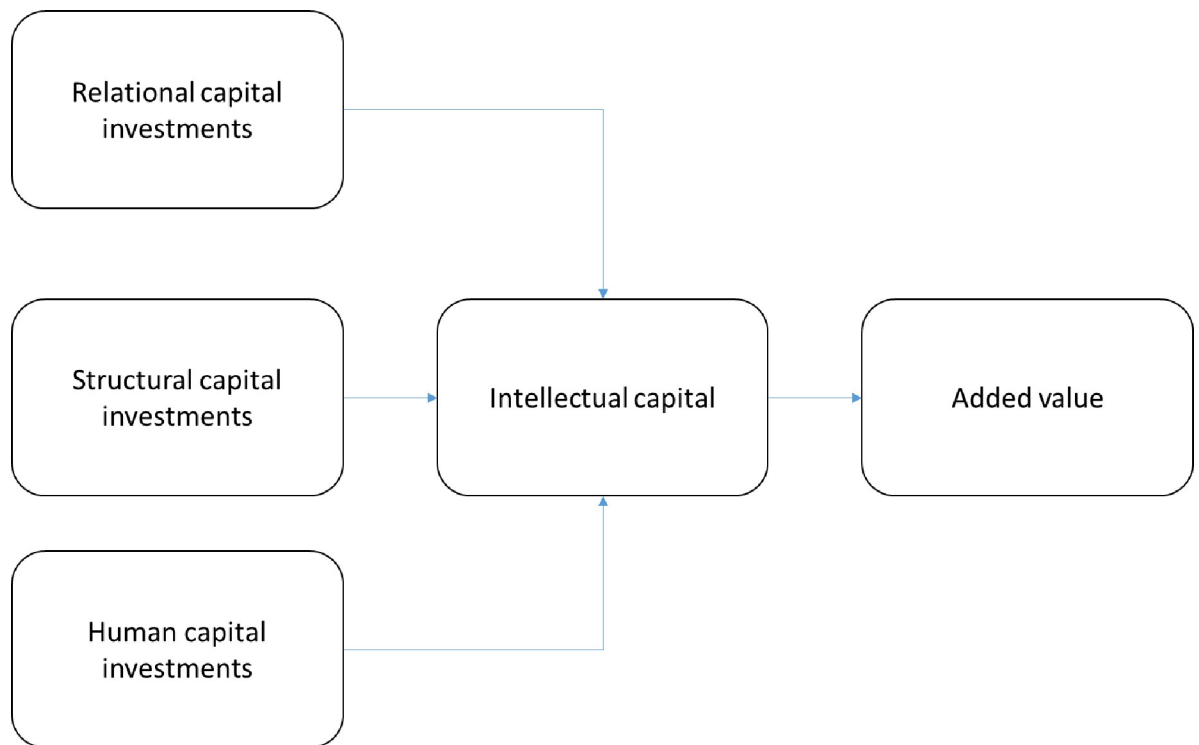 Relational capital
investments
Structural capital
investments
Intellectual capital
Added value
Human capital
investments